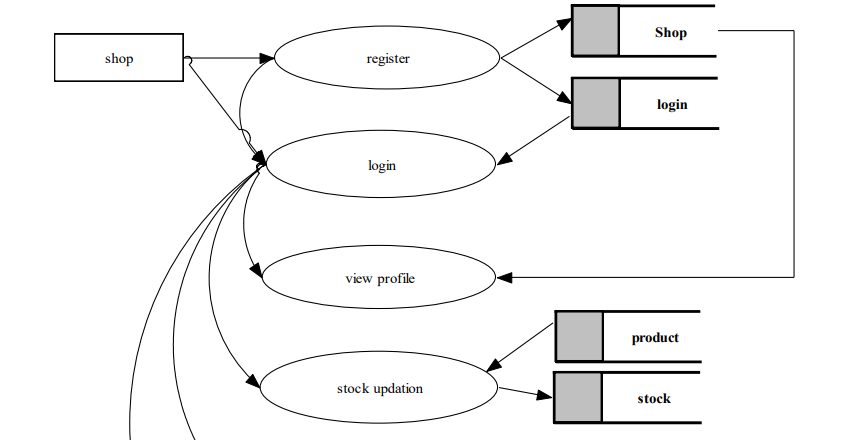 shop
register
Shop
login
login
view profile
product
stock updation
stock